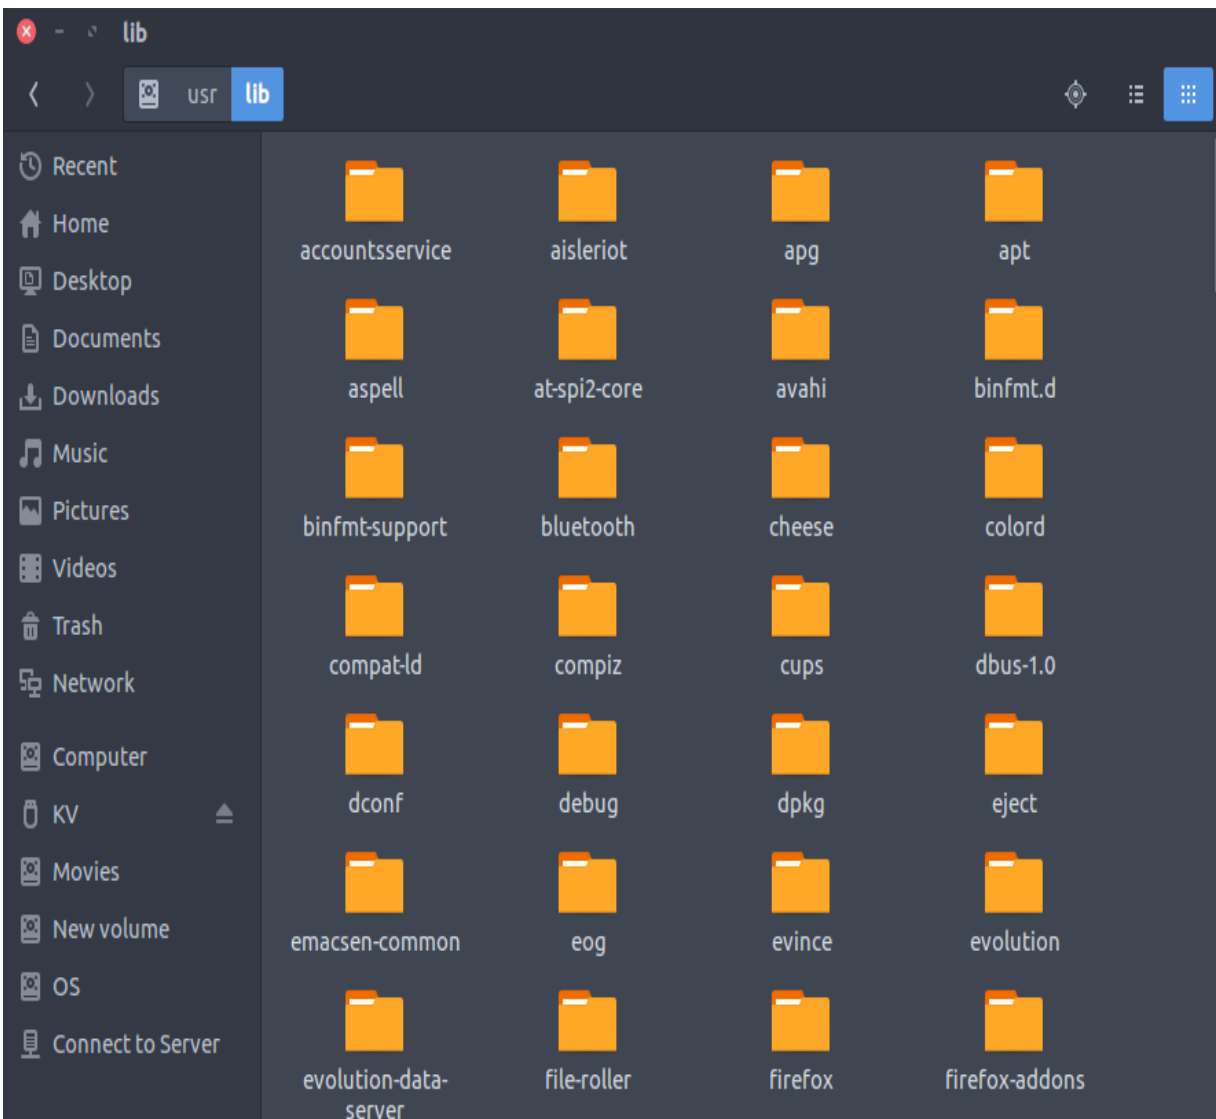 lib
usr lib
Recent
Home
Desktop
Documents
Downloads
Music
Pictures
Videos
Trash
Network
Computer
KV
Movies
New volume
OS
Connect to Server
accountsservice aisleriot apg apt
aspell at-spi2-core avahi binfmt.d
binfmt-support bluetooth cheese colord
compat-ld compiz cups dbus-1.0
dconf debug dpkg eject
emacsen-common eog evince evolution
evolution-data- file-roller firefox firefox-addons
server